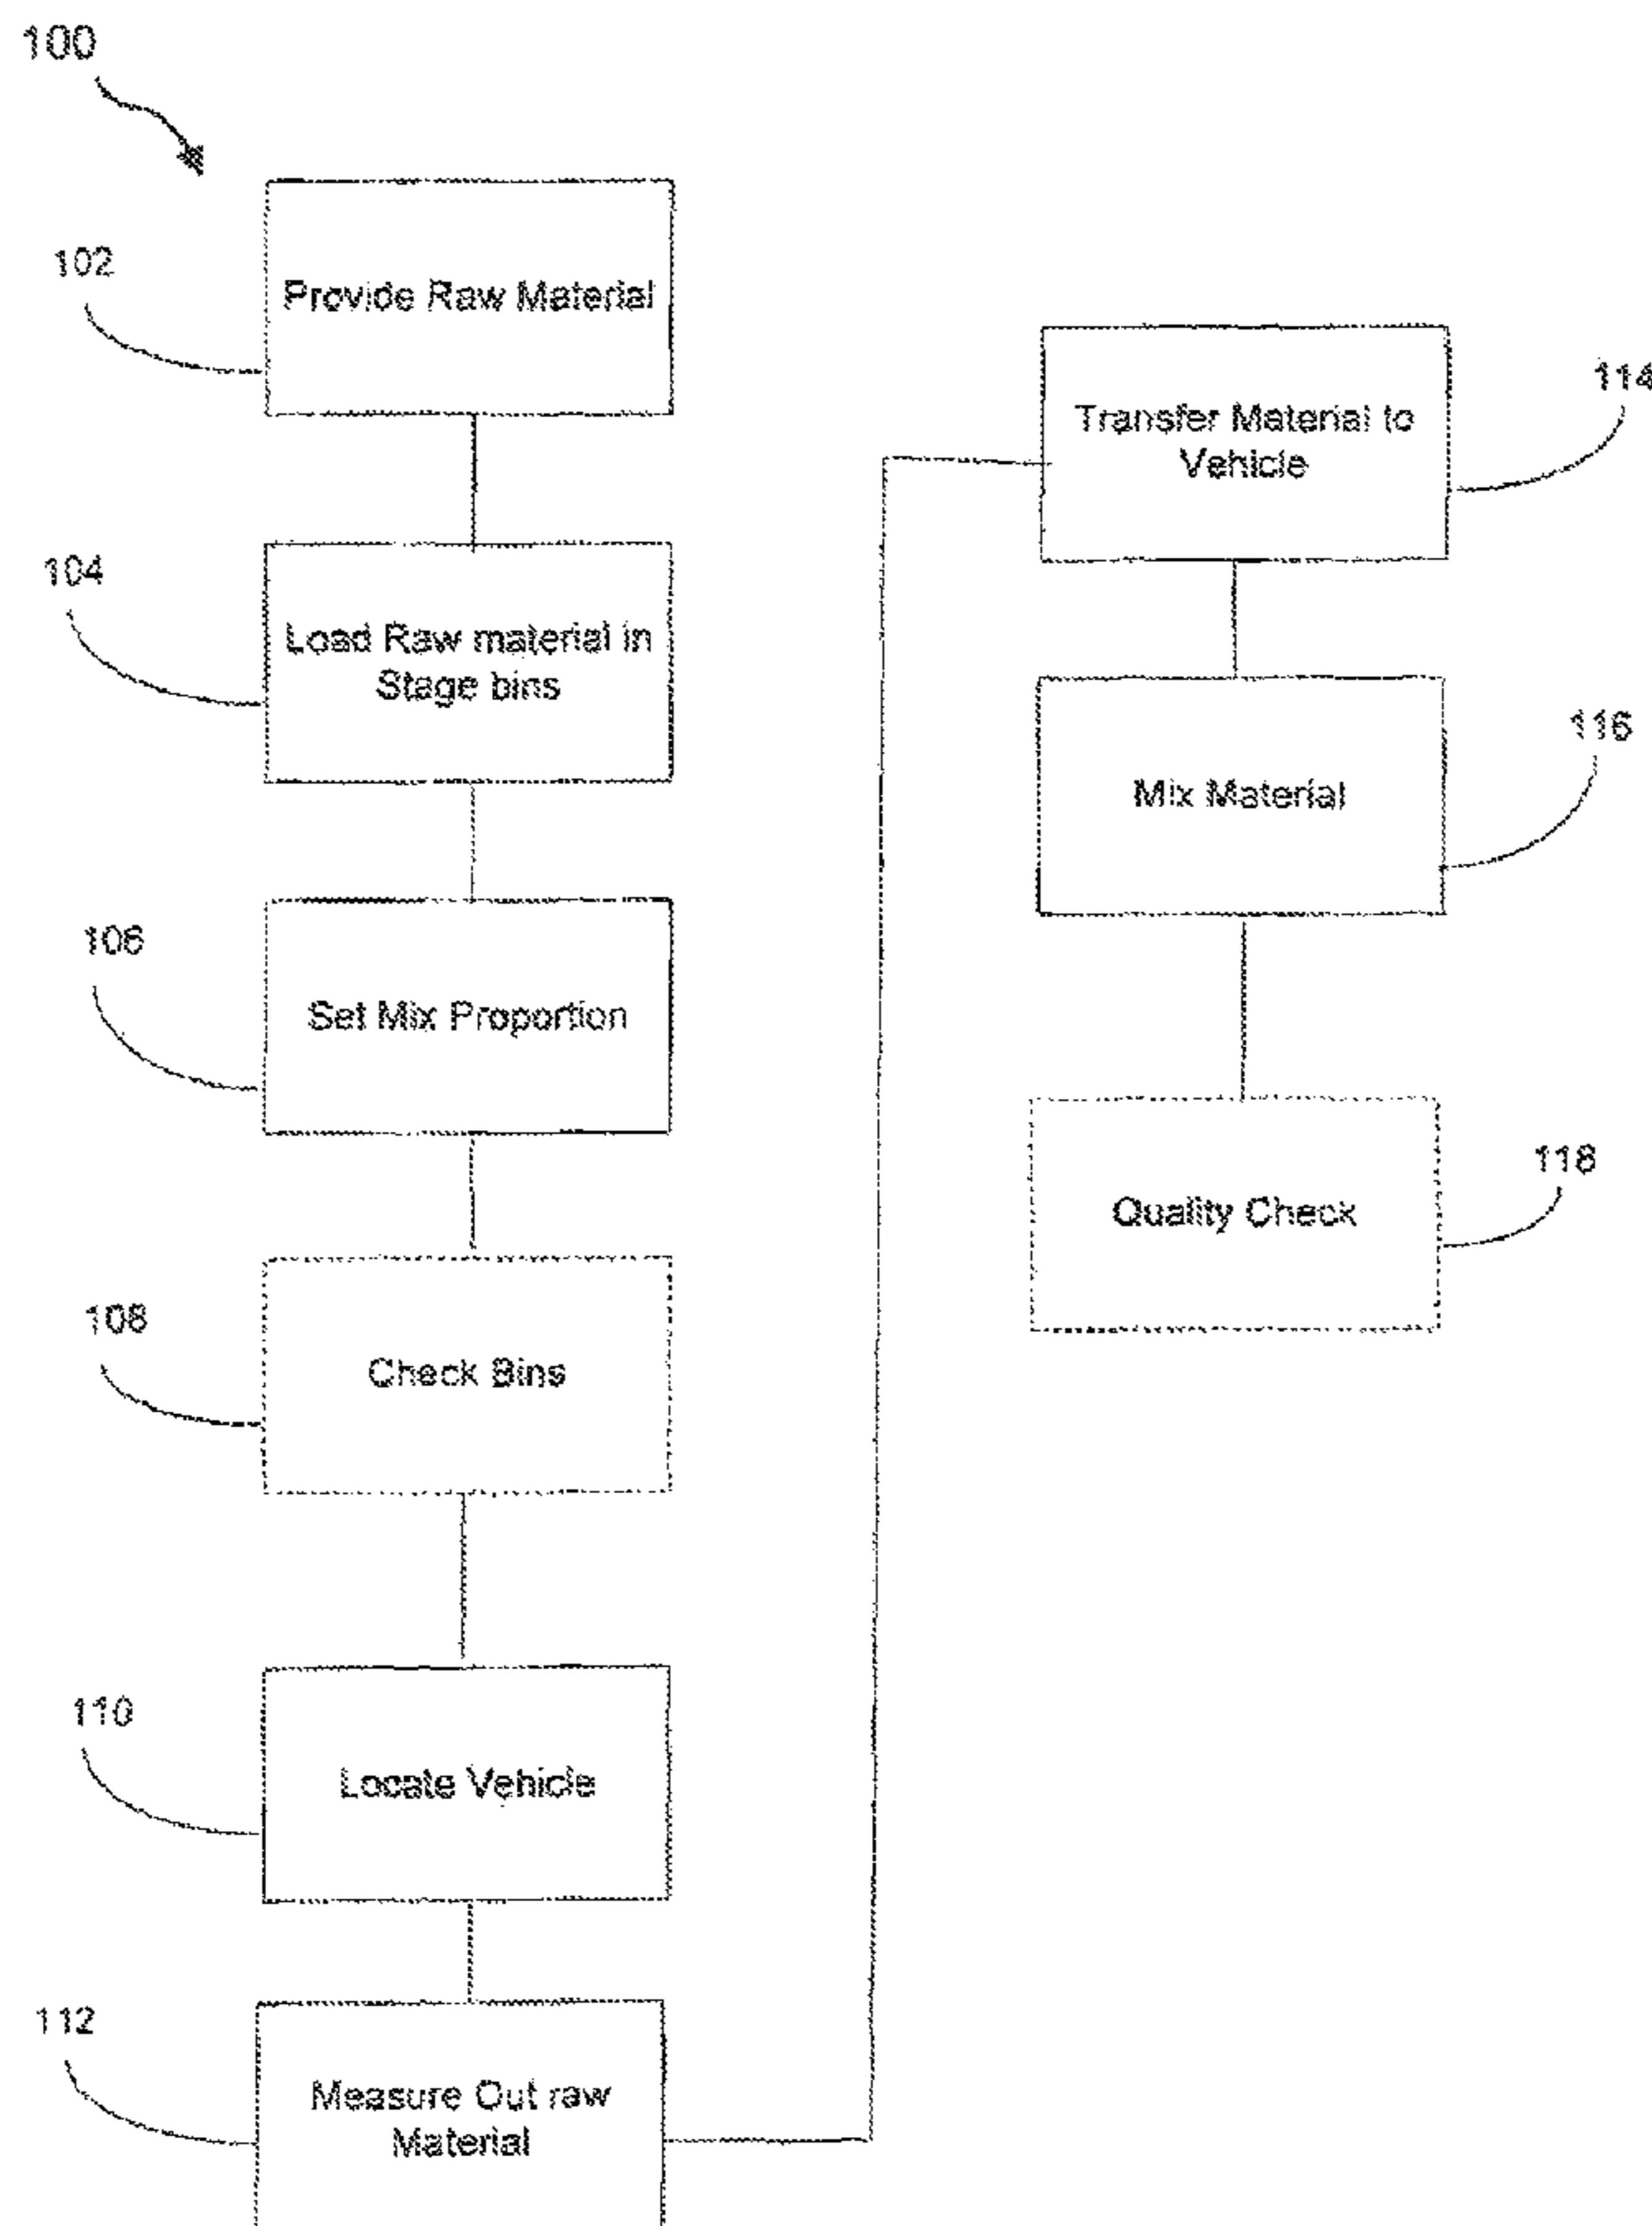 100
102
Provide Raw Material
104
Load Raw material in
Stage bins
106
Set Mix Proportion
108
Check Bins
110
Locate Vehicle
112
Measure Out raw
Material
114
Transfer Material to
Vehicle
116
Mix Material
118
Quality Check